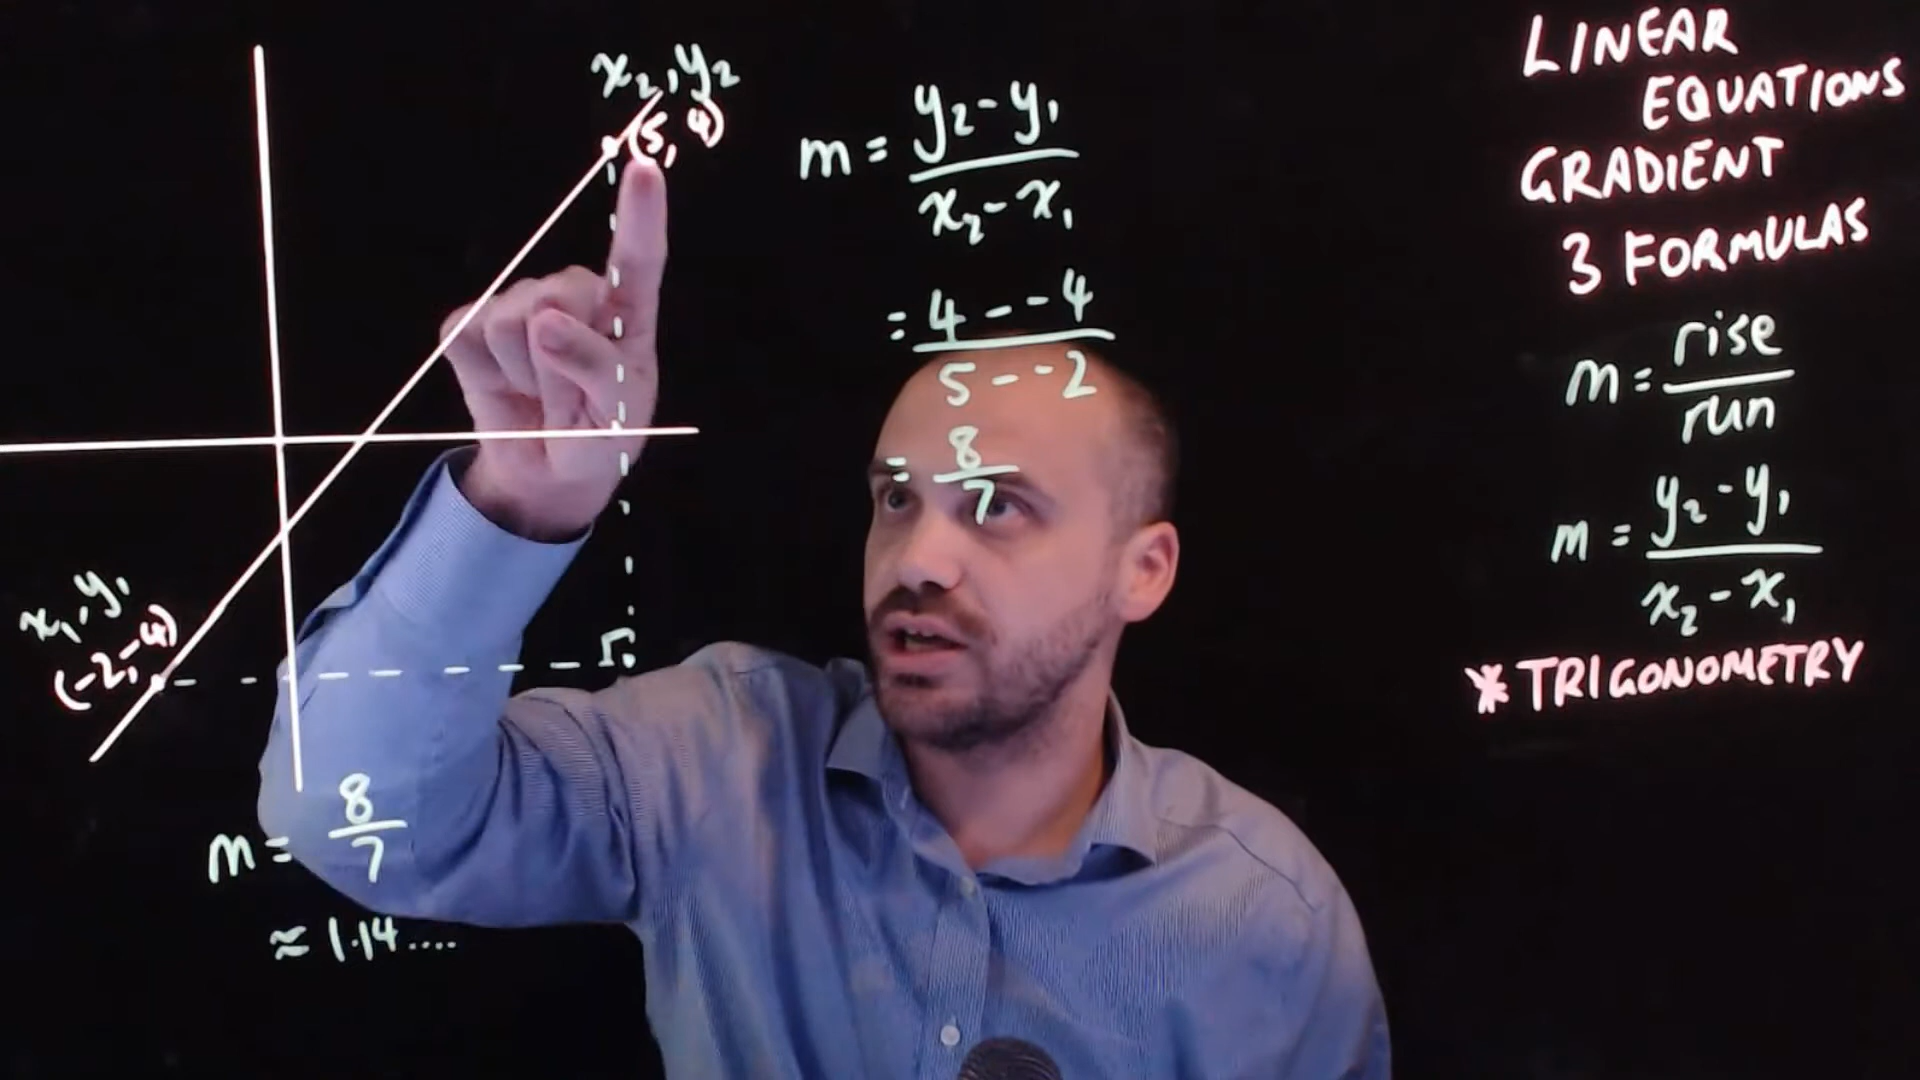 x₂, y₂
(5, 4)
x₁, y₁
(-2, -4)
m = 8/7
≈ 1.14....
m = y₂ - y₁ / x₂ - x₁
= 4 - -4 / 5 - -2
= 8/7
LINEAR
EQUATIONS
GRADIENT
3 FORMULAS
m = rise/run
m = y₂ - y₁ / x₂ - x₁
* TRIGONOMETRY